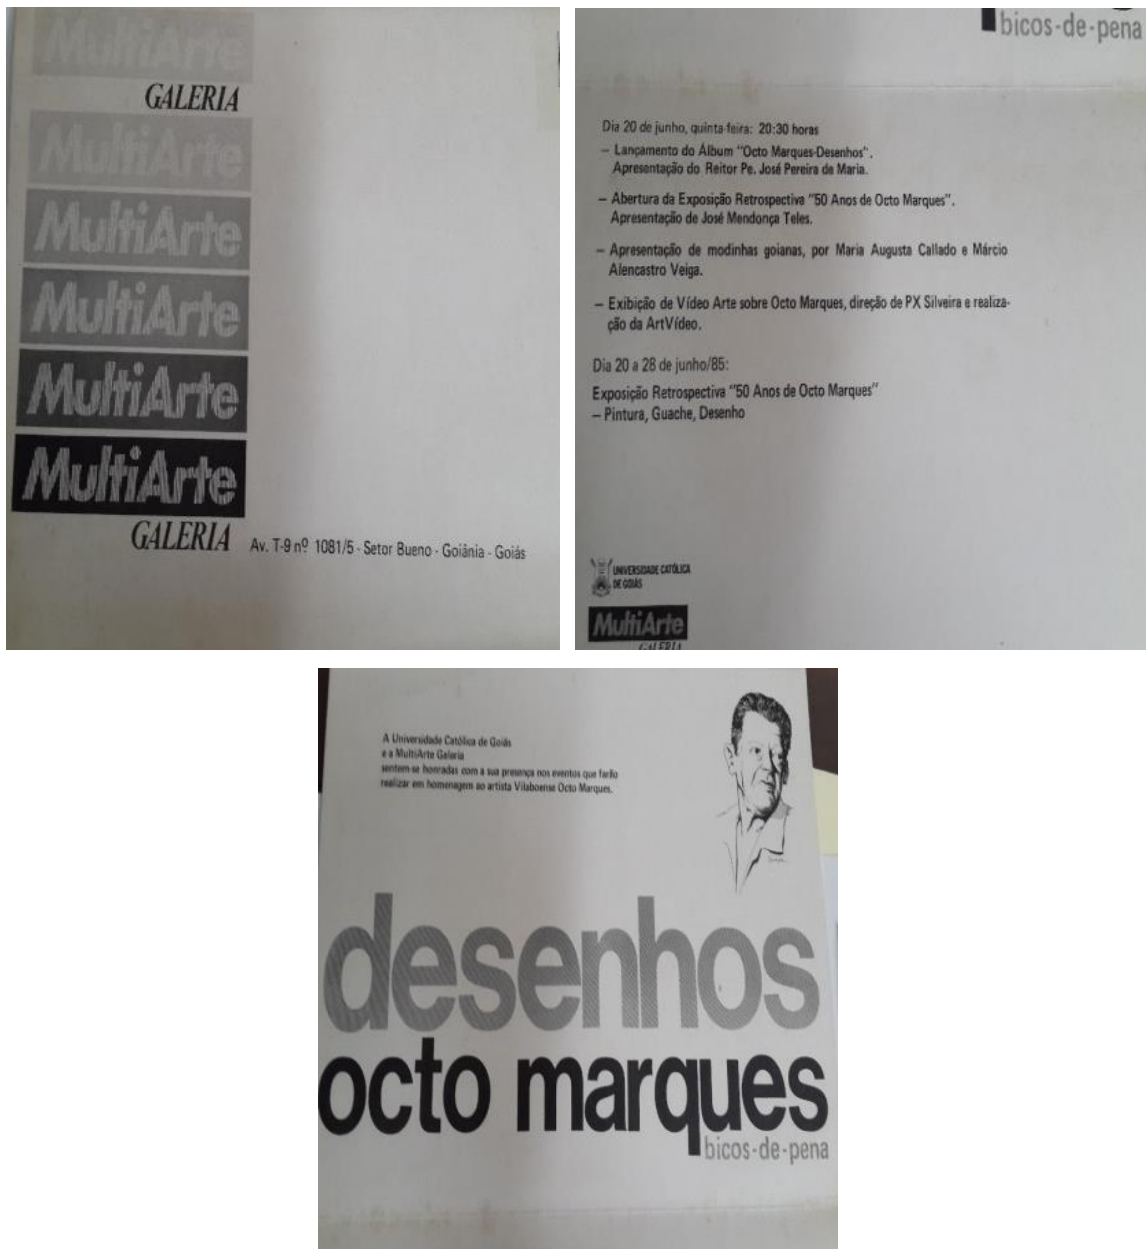 MultiArte
GALERIA
MultiArte
MultiArte
MultiArte
MultiArte
MultiArte
GALERIA
Av. T-9 nº 1081/5 - Setor Bueno - Goiânia - Goiás
bicos-de-pena
Dia 20 de junho, quinta-feira: 20:30 horas
— Lançamento do Álbum "Octo Marques-Desenhos".
Apresentação do Reitor Pe. José Pereira de Maria.
— Abertura da Exposição Retrospectiva "50 Anos de Octo Marques".
Apresentação de José Mendonça Teles.
— Apresentação de modinhas goianas, por Maria Augusta Callado e Márcio
Alencastro Veiga.
— Exibição de Vídeo Arte sobre Octo Marques, direção de PX Silveira e realiza-
ção da ArtVídeo.
Dia 20 a 28 de junho/85:
Exposição Retrospectiva "50 Anos de Octo Marques"
— Pintura, Guache, Desenho
UNIVERSIDADE CATÓLICA
DE GOIÁS
MultiArte
GALERIA
A Universidade Católica de Goiás
e a MultiArte Galeria
sentem-se honradas com a sua presença nos eventos que farão
realizar em homenagem ao artista Vilaboense Octo Marques.
desenhos
octo marques
bicos-de-pena